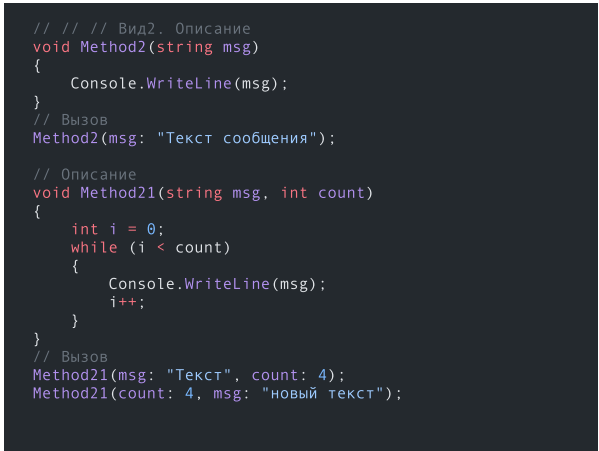 // // // Вид2. Описание
void Method2(string msg)
{
    Console.WriteLine(msg);
}
// Вызов
Method2(msg: "Текст сообщения");
// Описание
void Method21(string msg, int count)
{
    int i = 0;
    while (i < count)
    {
        Console.WriteLine(msg);
        i++;
    }
}
// Вызов
Method21(msg: "Текст", count: 4);
Method21(count: 4, msg: "новый текст");